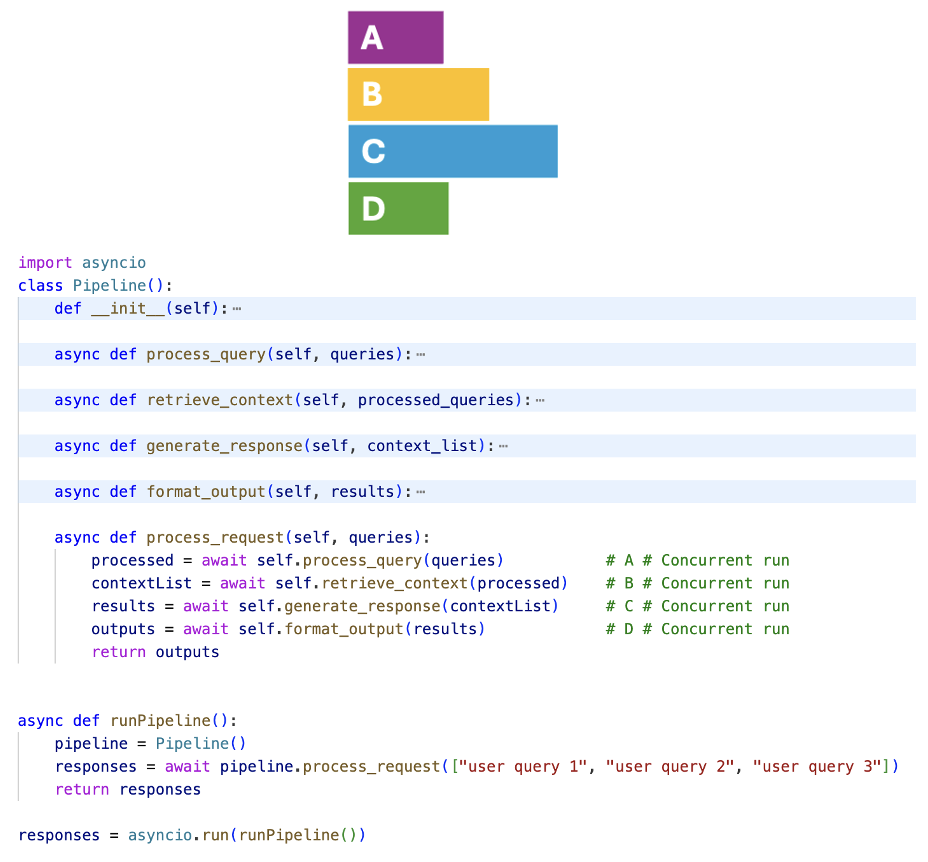 A
B
C
D
import asyncio
class Pipeline():
    def __init__(self):⋯
    async def process_query(self, queries):⋯
    async def retrieve_context(self, processed_queries):⋯
    async def generate_response(self, context_list):⋯
    async def format_output(self, results):⋯
    async def process_request(self, queries):
        processed = await self.process_query(queries)           # A # Concurrent run
        contextList = await self.retrieve_context(processed)    # B # Concurrent run
        results = await self.generate_response(contextList)     # C # Concurrent run
        outputs = await self.format_output(results)             # D # Concurrent run
        return outputs
async def runPipeline():
    pipeline = Pipeline()
    responses = await pipeline.process_request(["user query 1", "user query 2", "user query 3"])
    return responses
responses = asyncio.run(runPipeline())